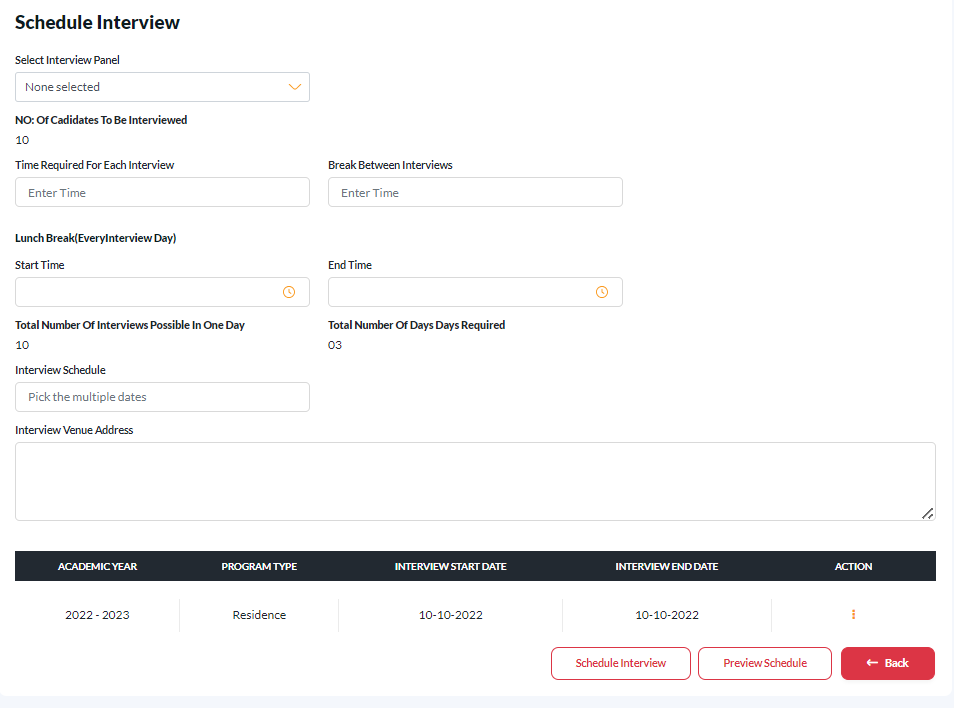 Schedule Interview
Select Interview Panel
None selected
NO: Of Cadidates To Be Interviewed
10
Time Required For Each Interview
Break Between Interviews
Enter Time
Enter Time
Lunch Break(EveryInterview Day)
Start Time
End Time
Total Number Of Interviews Possible In One Day
Total Number Of Days Days Required
10
03
Interview Schedule
Pick the multiple dates
Interview Venue Address
ACADEMIC YEAR PROGRAM TYPE INTERVIEW START DATE INTERVIEW END DATE ACTION
2022 - 2023 Residence 10-10-2022 10-10-2022
Schedule Interview Preview Schedule ← Back